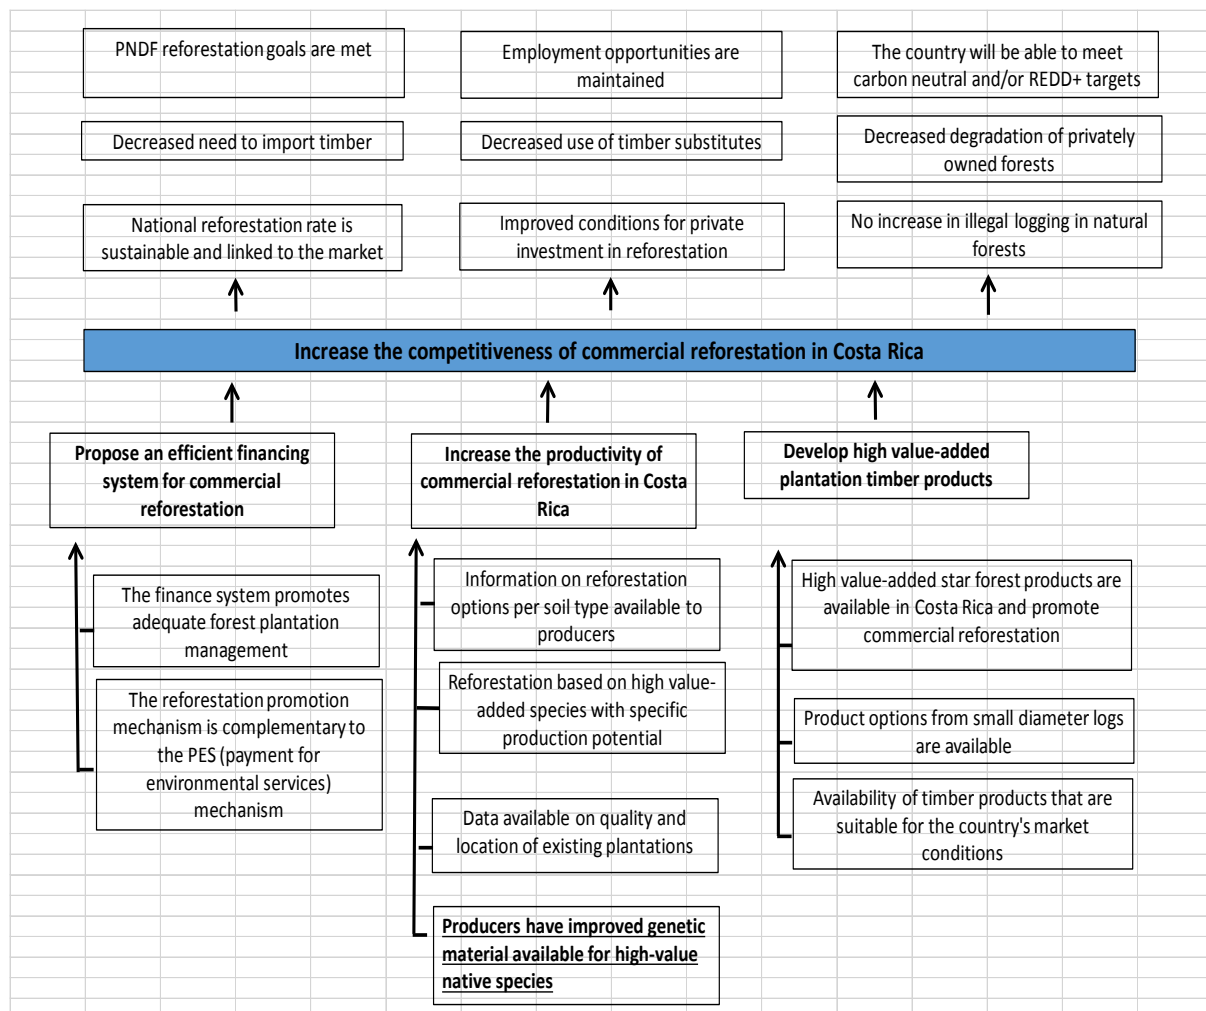 PNDF reforestation goals are met
Employment opportunities are
maintained
The country will be able to meet
carbon neutral and/or REDD+ targets
Decreased need to import timber
Decreased use of timber substitutes
Decreased degradation of privately
owned forests
National reforestation rate is
sustainable and linked to the market
Improved conditions for private
investment in reforestation
No increase in illegal logging in natural
forests
Increase the competitiveness of commercial reforestation in Costa Rica
Propose an efficient financing
system for commercial
reforestation
Increase the productivity of
commercial reforestation in Costa
Rica
Develop high value-added
plantation timber products
The finance system promotes
adequate forest plantation
management
The reforestation promotion
mechanism is complementary to
the PES (payment for
environmental services)
mechanism
Information on reforestation
options per soil type available to
producers
Reforestation based on high value-
added species with specific
production potential
Data available on quality and
location of existing plantations
Producers have improved genetic
material available for high-value
native species
High value-added star forest products are
available in Costa Rica and promote
commercial reforestation
Product options from small diameter logs
are available
Availability of timber products that are
suitable for the country's market
conditions